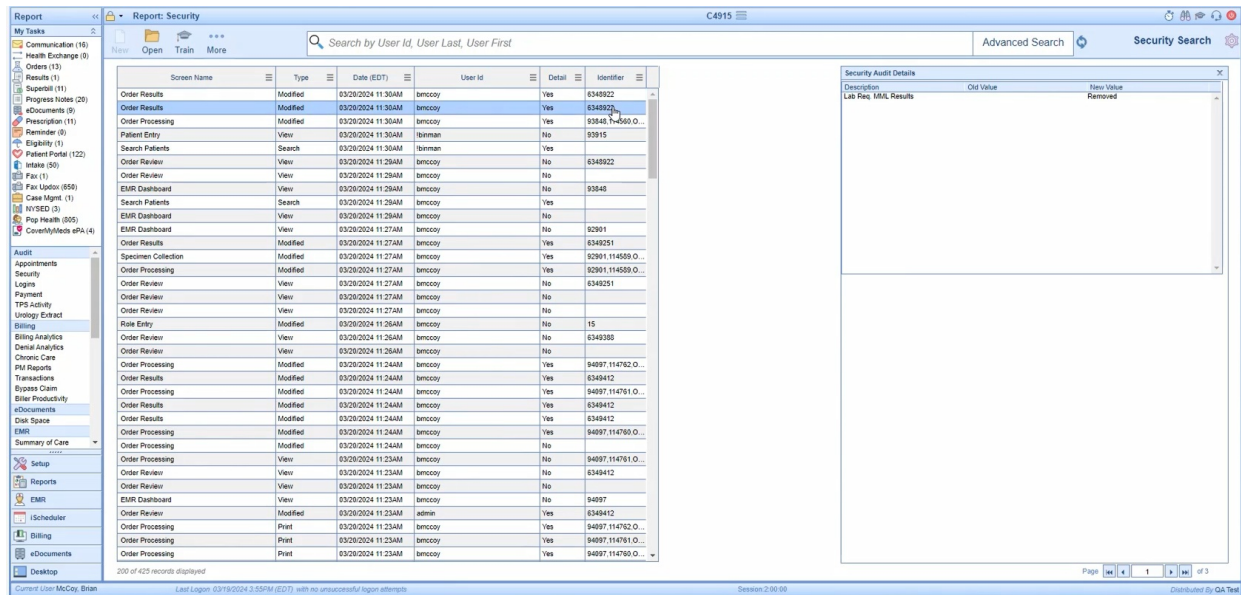 Report «
Report: Security
C4915
My Tasks
Communication (16)
Health Exchange (0)
Orders (13)
Results (1)
Superbill (11)
Progress Notes (20)
eDocuments (9)
Prescription (11)
Reminder (0)
Eligibility (1)
Patient Portal (122)
Intake (50)
Fax (1)
Fax Updox (650)
Case Mgmt. (1)
NYSED (3)
Pop Health (805)
CoverMyMeds ePA (4)
Audit
Appointments
Security
Logins
Payment
TPS Activity
Urology Extract
Billing
Billing Analytics
Denial Analytics
Chronic Care
PM Reports
Transactions
Bypass Claim
Biller Productivity
eDocuments
Disk Space
EMR
Summary of Care
Setup
Reports
EMR
iScheduler
Billing
eDocuments
Desktop
New Open Train More
Search by User Id, User Last, User First
Advanced Search
Security Search
Screen Name Type Date (EDT) User Id Detail Identifier
Order Results Modified 03/20/2024 11:30AM bmccoy Yes 6348922
Order Results Modified 03/20/2024 11:30AM bmccoy Yes 6348922
Order Processing Modified 03/20/2024 11:30AM bmccoy Yes 93848,114560,O...
Patient Entry View 03/20/2024 11:30AM !binman No 93915
Search Patients Search 03/20/2024 11:30AM !binman Yes
Order Review View 03/20/2024 11:29AM bmccoy No 6348922
Order Review View 03/20/2024 11:29AM bmccoy No
EMR Dashboard View 03/20/2024 11:29AM bmccoy No 93848
Search Patients Search 03/20/2024 11:29AM bmccoy Yes
EMR Dashboard View 03/20/2024 11:29AM bmccoy No
EMR Dashboard View 03/20/2024 11:27AM bmccoy No 92901
Order Results Modified 03/20/2024 11:27AM bmccoy Yes 6349251
Specimen Collection Modified 03/20/2024 11:27AM bmccoy Yes 92901,114589,O...
Order Processing Modified 03/20/2024 11:27AM bmccoy Yes 92901,114589,O...
Order Review View 03/20/2024 11:27AM bmccoy No 6349251
Order Review View 03/20/2024 11:27AM bmccoy No
Order Review View 03/20/2024 11:27AM bmccoy No
Role Entry Modified 03/20/2024 11:26AM bmccoy No 15
Order Review View 03/20/2024 11:26AM bmccoy No 6349388
Order Review View 03/20/2024 11:26AM bmccoy No
Order Processing Modified 03/20/2024 11:24AM bmccoy Yes 94097,114762,O...
Order Results Modified 03/20/2024 11:24AM bmccoy Yes 6349412
Order Processing Modified 03/20/2024 11:24AM bmccoy Yes 94097,114761,O...
Order Results Modified 03/20/2024 11:24AM bmccoy Yes 6349412
Order Results Modified 03/20/2024 11:24AM bmccoy Yes 6349412
Order Processing Modified 03/20/2024 11:24AM bmccoy Yes 94097,114760,O...
Order Processing Modified 03/20/2024 11:24AM bmccoy No
Order Processing View 03/20/2024 11:23AM bmccoy No 94097,114761,O...
Order Review View 03/20/2024 11:23AM bmccoy No 6349412
Order Review View 03/20/2024 11:23AM bmccoy No
EMR Dashboard View 03/20/2024 11:23AM bmccoy No 94097
Order Review Modified 03/20/2024 11:23AM admin Yes 6349412
Order Processing Print 03/20/2024 11:23AM bmccoy Yes 94097,114762,O...
Order Processing Print 03/20/2024 11:23AM bmccoy Yes 94097,114761,O...
Order Processing Print 03/20/2024 11:23AM bmccoy Yes 94097,114760,O...
200 of 425 records displayed
Security Audit Details X
Description Old Value New Value
Lab Req. MML Results Removed
Page 1 of 3
Current User McCoy, Brian
Last Logon 03/19/2024 3:55PM (EDT) with no unsuccessful logon attempts
Session 2:00:00
Distributed By QA Test